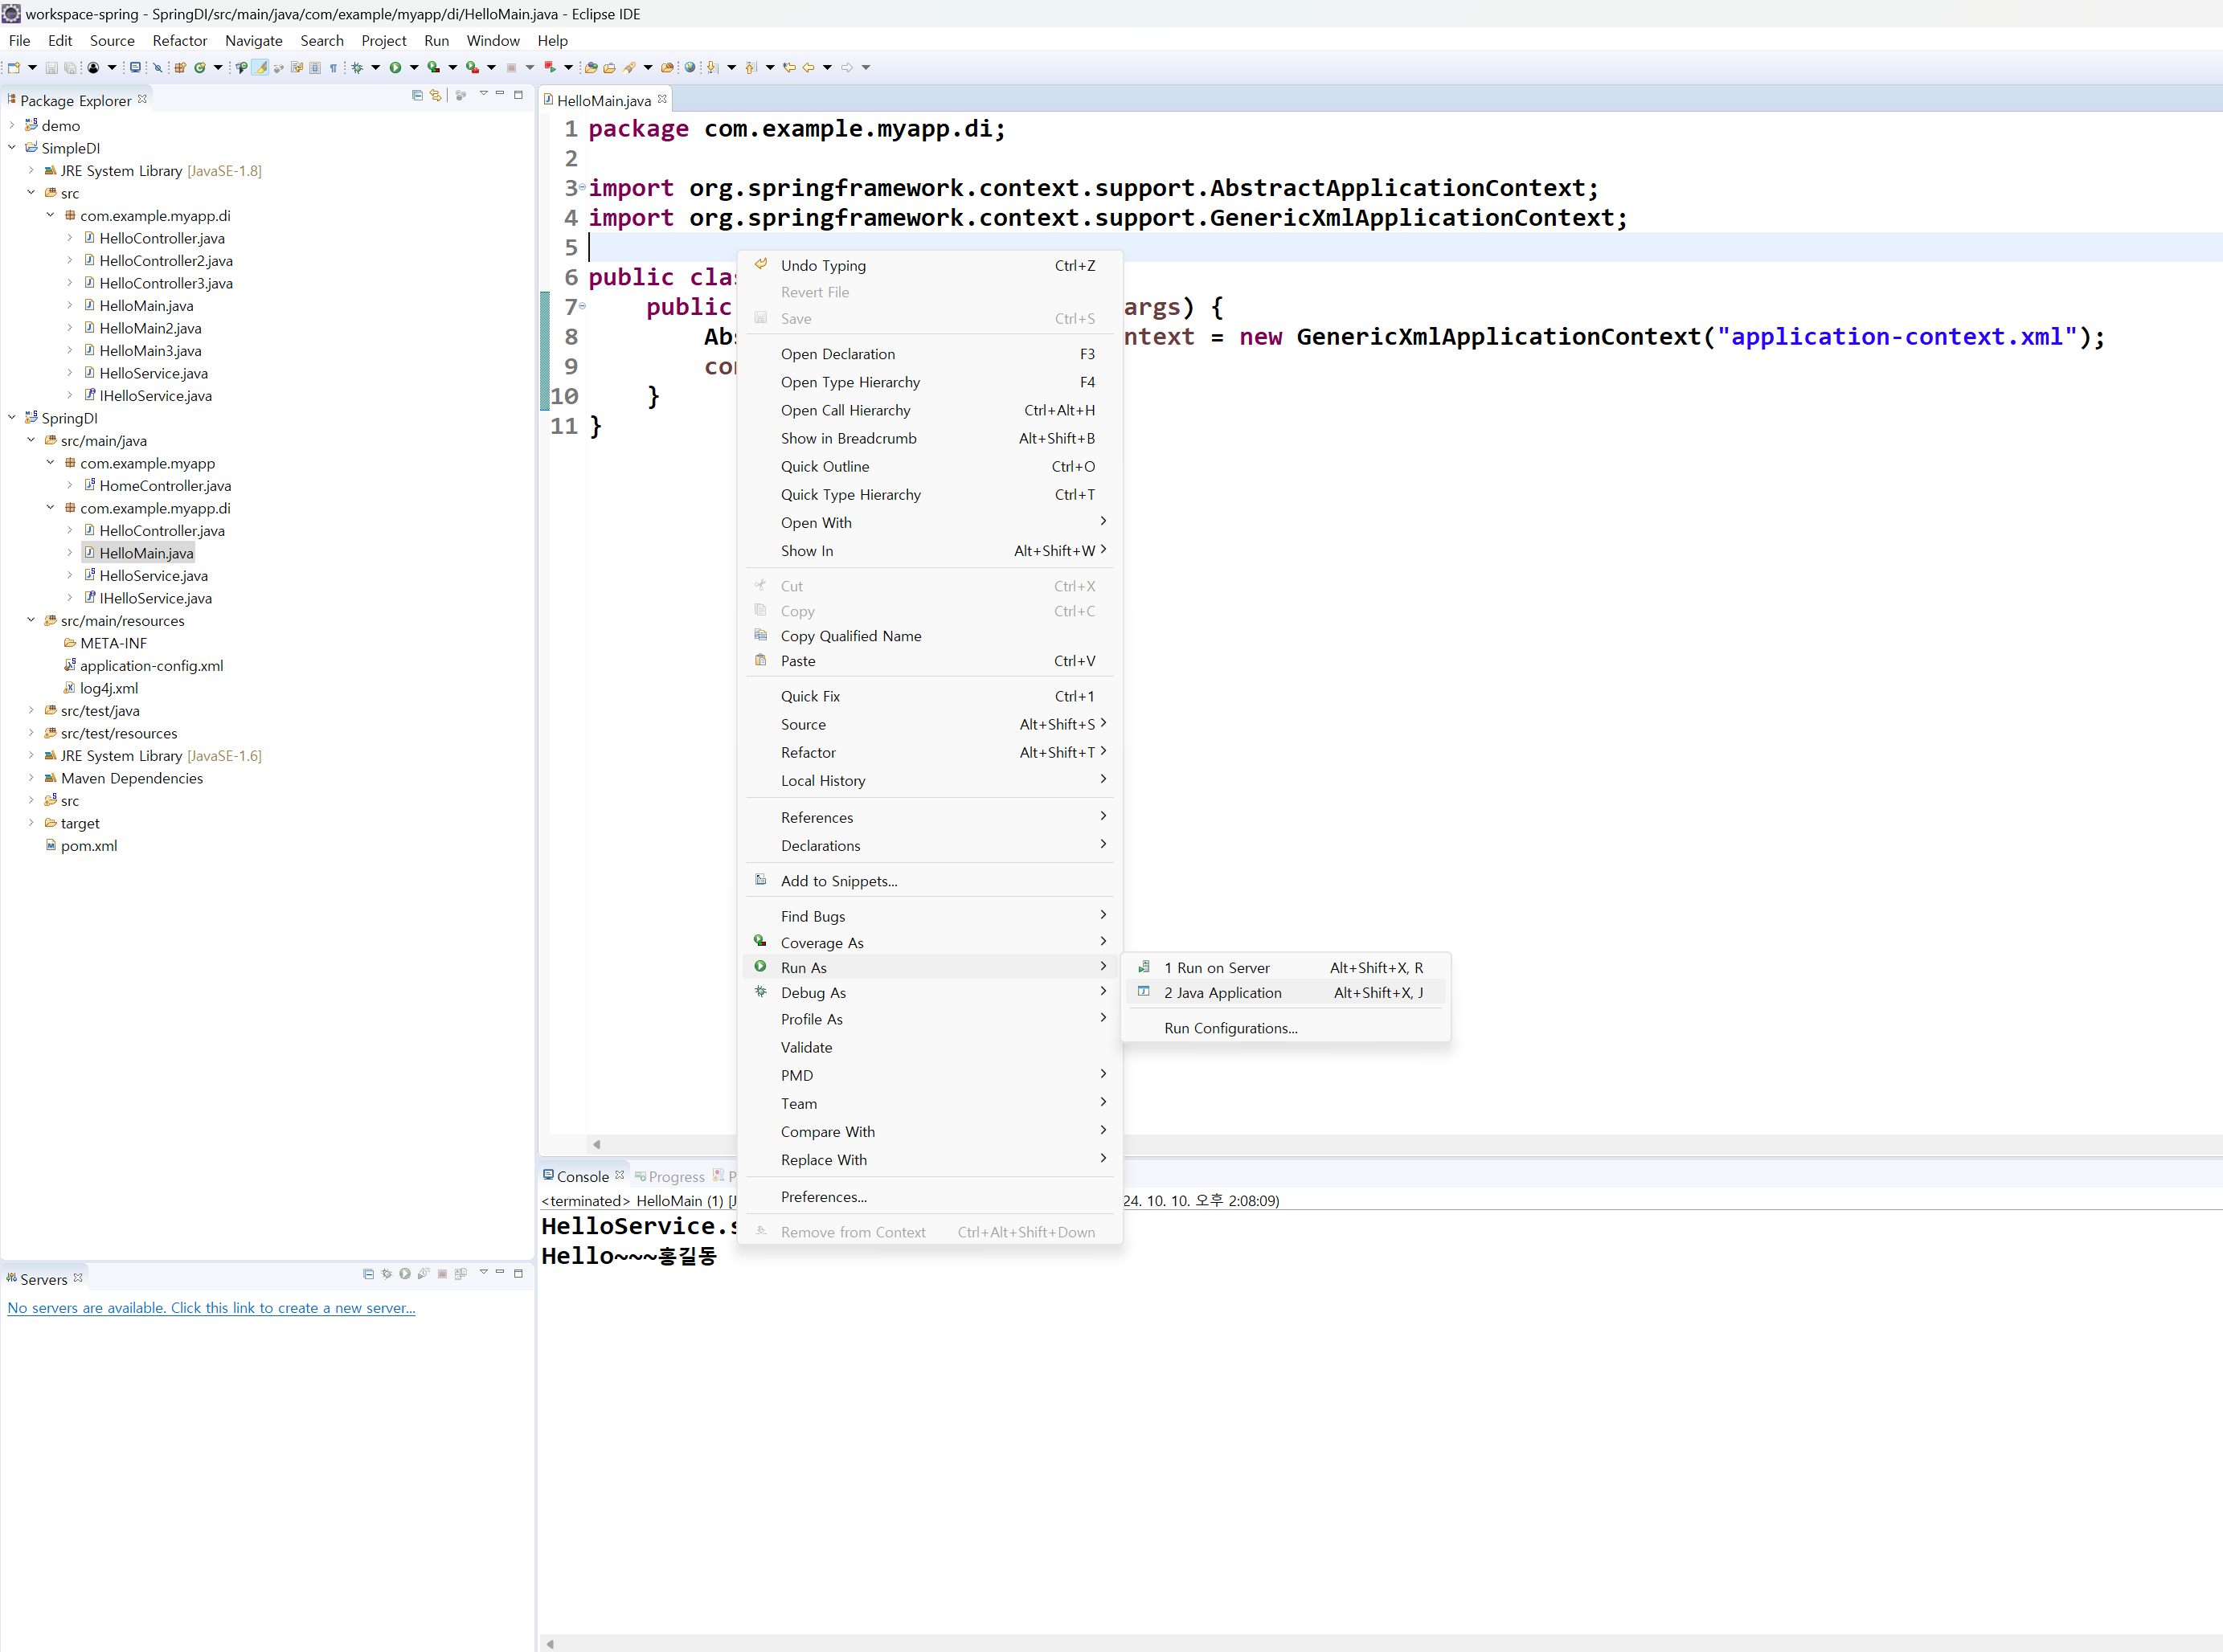 workspace-spring - SpringDI/src/main/java/com/example/myapp/di/HelloMain.java - Eclipse IDE
File Edit Source Refactor Navigate Search Project Run Window Help
Package Explorer
demo
SimpleDI
JRE System Library [JavaSE-1.8]
src
com.example.myapp.di
HelloController.java
HelloController2.java
HelloController3.java
HelloMain.java
HelloMain2.java
HelloMain3.java
HelloService.java
IHelloService.java
SpringDI
src/main/java
com.example.myapp
HomeController.java
com.example.myapp.di
HelloController.java
HelloMain.java
HelloService.java
IHelloService.java
src/main/resources
META-INF
application-config.xml
log4j.xml
src/test/java
src/test/resources
JRE System Library [JavaSE-1.6]
Maven Dependencies
src
target
pom.xml
Servers
No servers are available. Click this link to create a new server...
HelloMain.java
1 package com.example.myapp.di;
2
3 import org.springframework.context.support.AbstractApplicationContext;
4 import org.springframework.context.support.GenericXmlApplicationContext;
5
6 public clas
7 public args) {
8 Abs ntext = new GenericXmlApplicationContext("application-context.xml");
9 con
10 }
11 }
Undo Typing Ctrl+Z
Revert File
Save Ctrl+S
Open Declaration F3
Open Type Hierarchy F4
Open Call Hierarchy Ctrl+Alt+H
Show in Breadcrumb Alt+Shift+B
Quick Outline Ctrl+O
Quick Type Hierarchy Ctrl+T
Open With
Show In Alt+Shift+W
Cut Ctrl+X
Copy Ctrl+C
Copy Qualified Name
Paste Ctrl+V
Quick Fix Ctrl+1
Source Alt+Shift+S
Refactor Alt+Shift+T
Local History
References
Declarations
Add to Snippets...
Find Bugs
Coverage As
Run As
Debug As
Profile As
Validate
PMD
Team
Compare With
Replace With
Preferences...
Remove from Context Ctrl+Alt+Shift+Down
1 Run on Server Alt+Shift+X, R
2 Java Application Alt+Shift+X, J
Run Configurations...
Console Progress P
<terminated> HelloMain (1) [J 24. 10. 10. 오후 2:08:09)
HelloService.s
Hello~~~홍길동